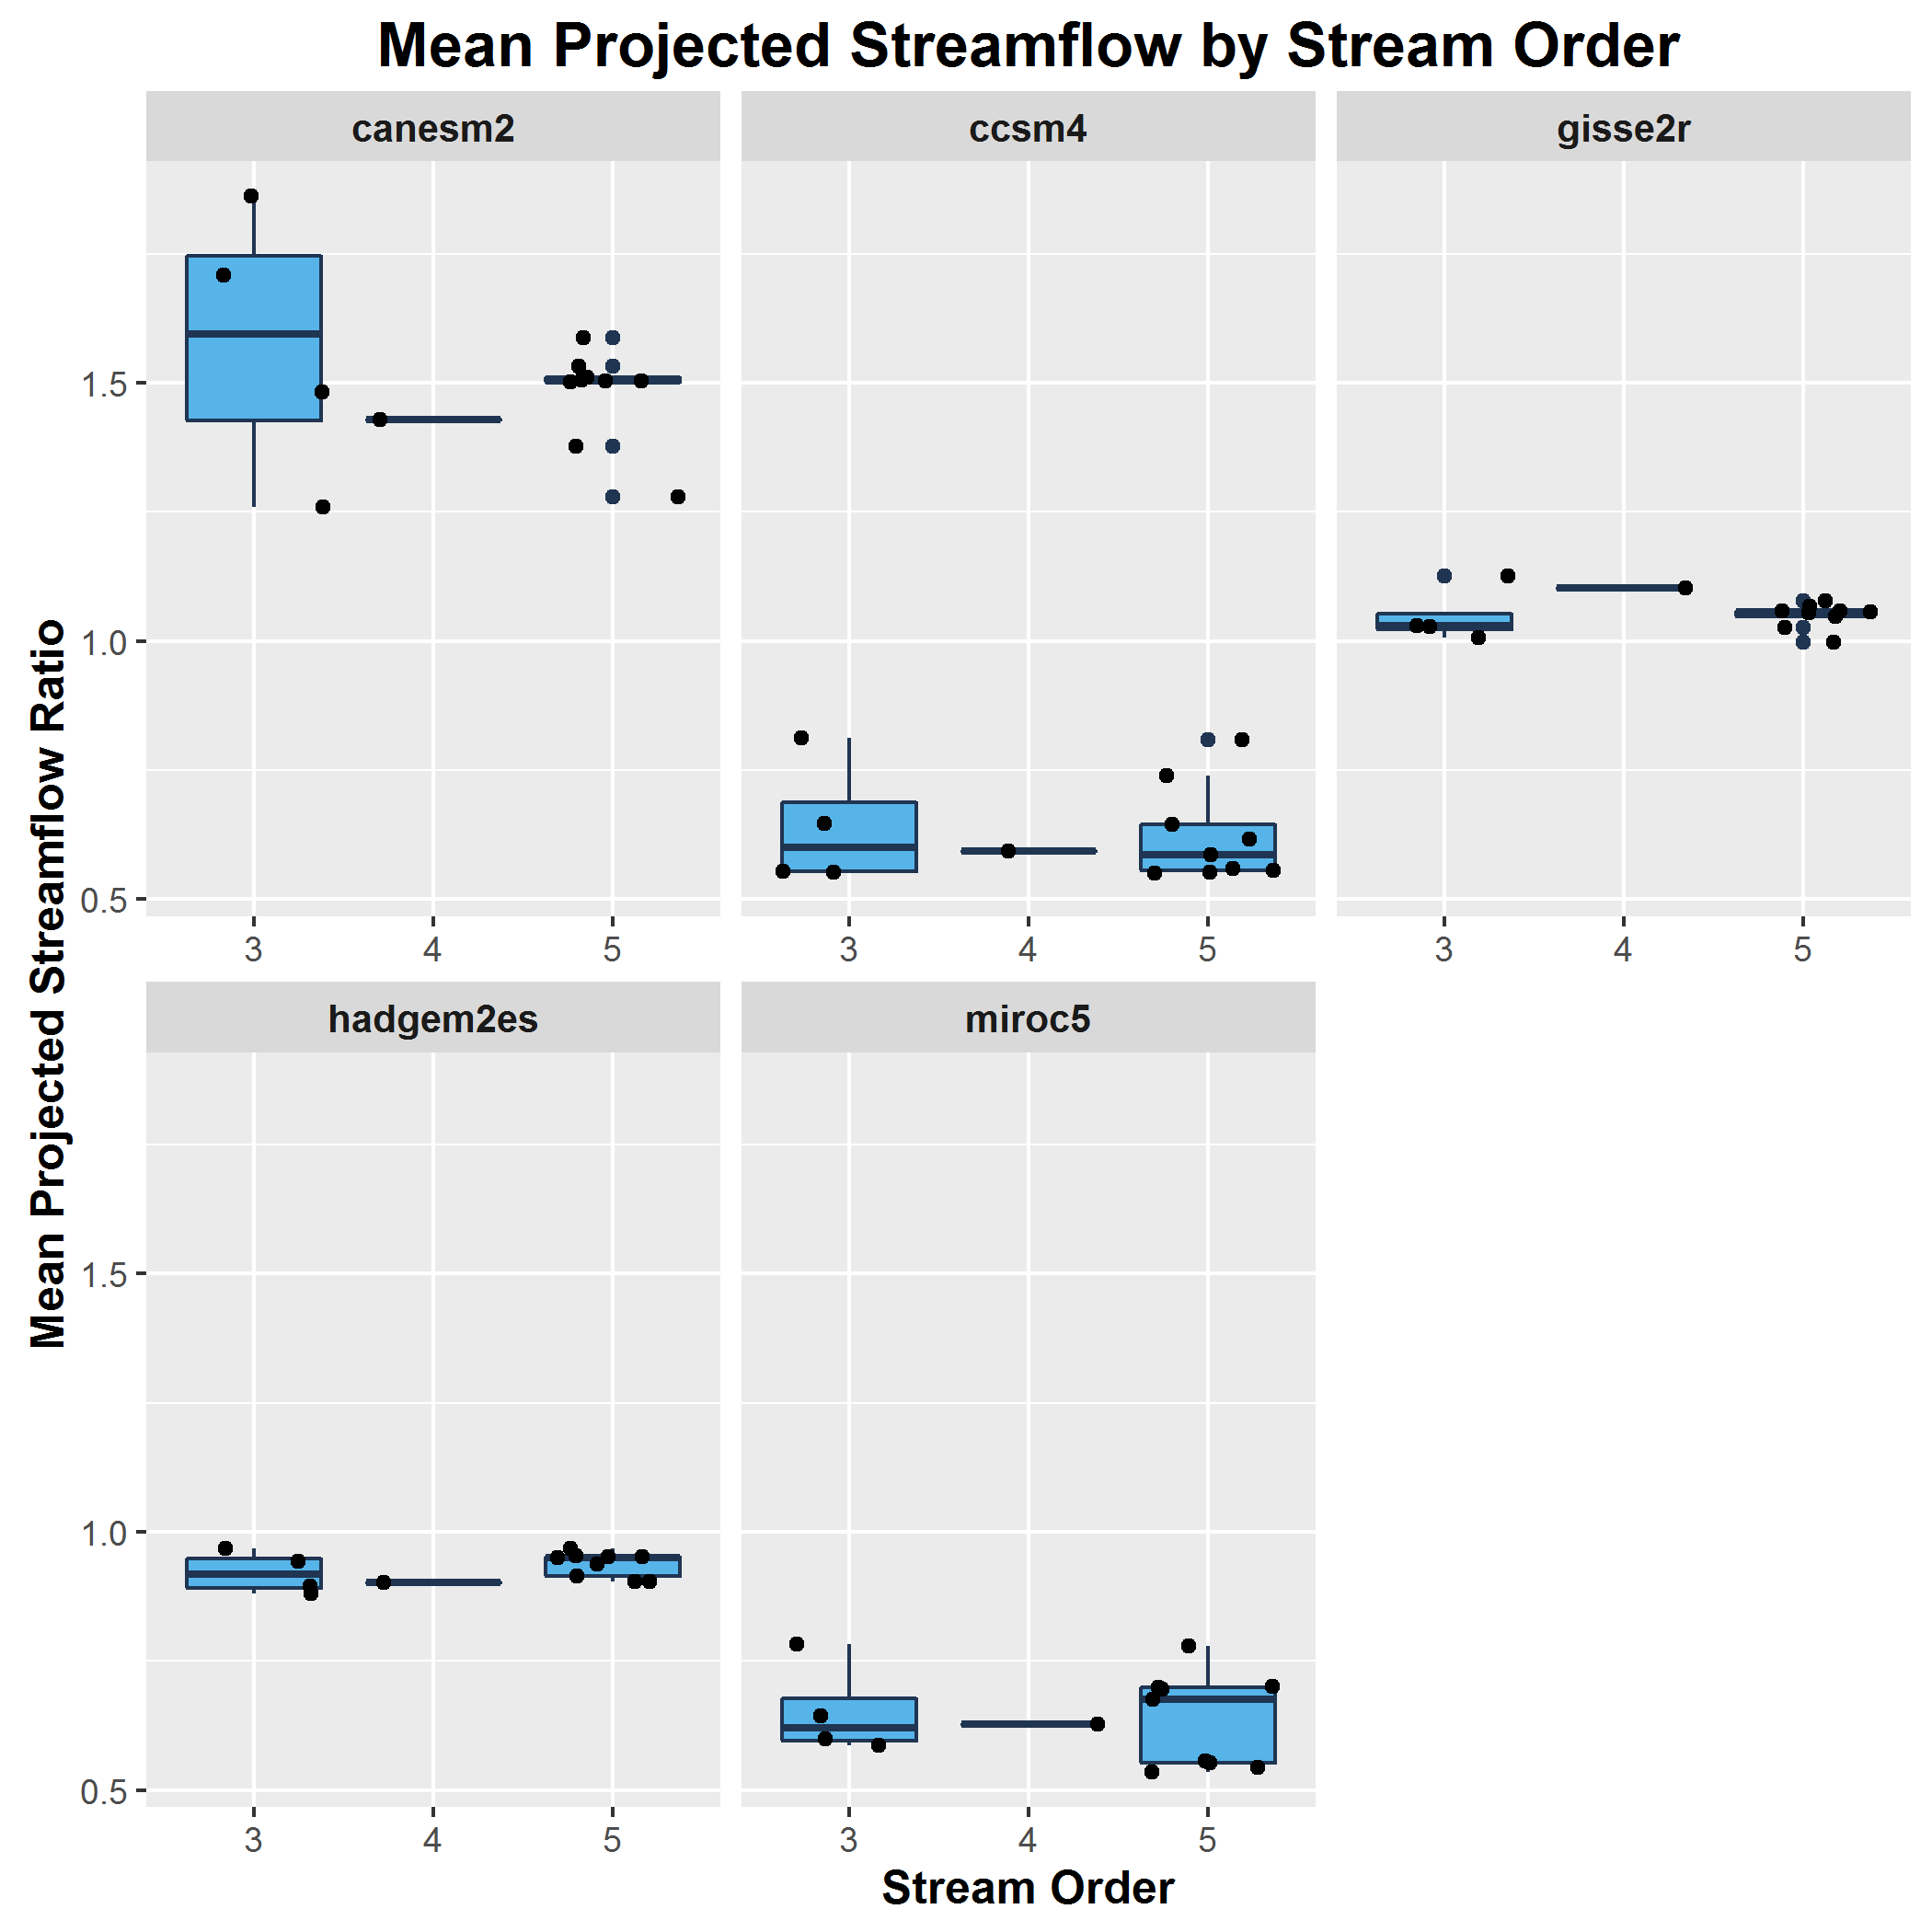 Mean Projected Streamflow by Stream Order
canesm2
ccsm4
gisse2r
1.5
1.0
0.5
3 4 5
3 4 5
3 4 5
hadgem2es
miroc5
1.5
1.0
0.5
3 4 5
3 4 5
Mean Projected Streamflow Ratio
Stream Order